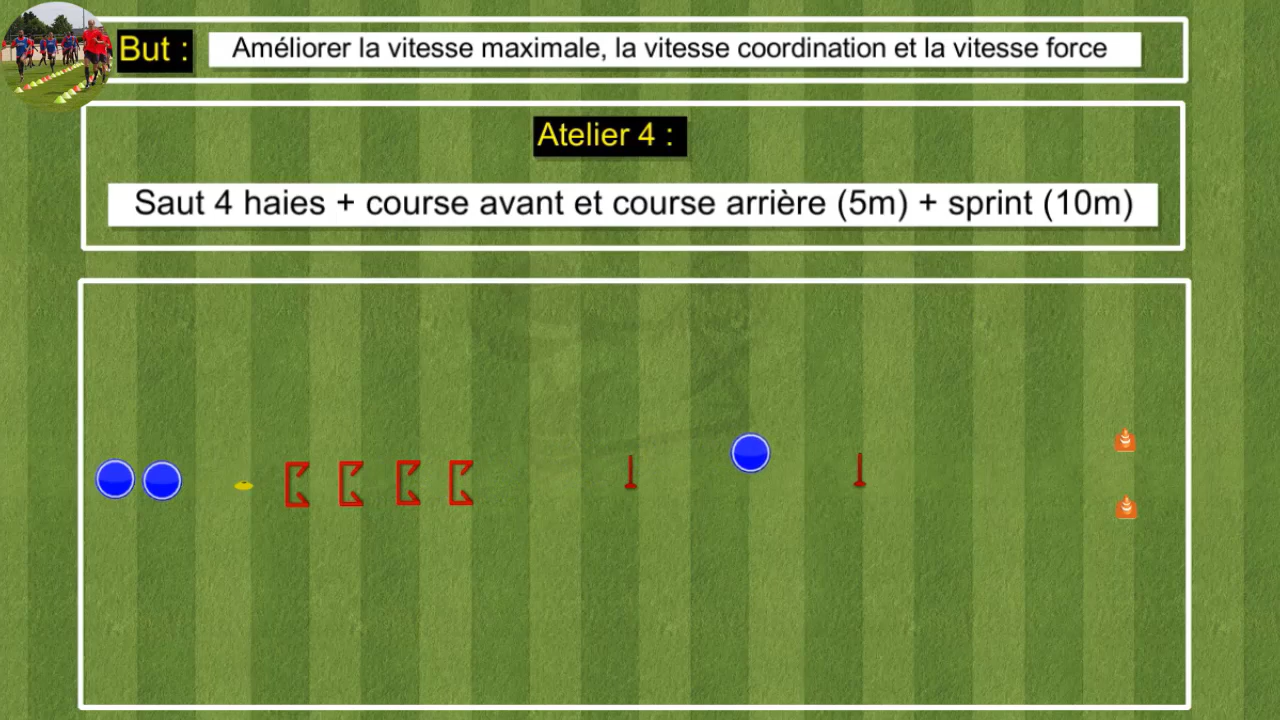 But :
Améliorer la vitesse maximale, la vitesse coordination et la vitesse force
Atelier 4 :
Saut 4 haies + course avant et course arrière (5m) + sprint (10m)